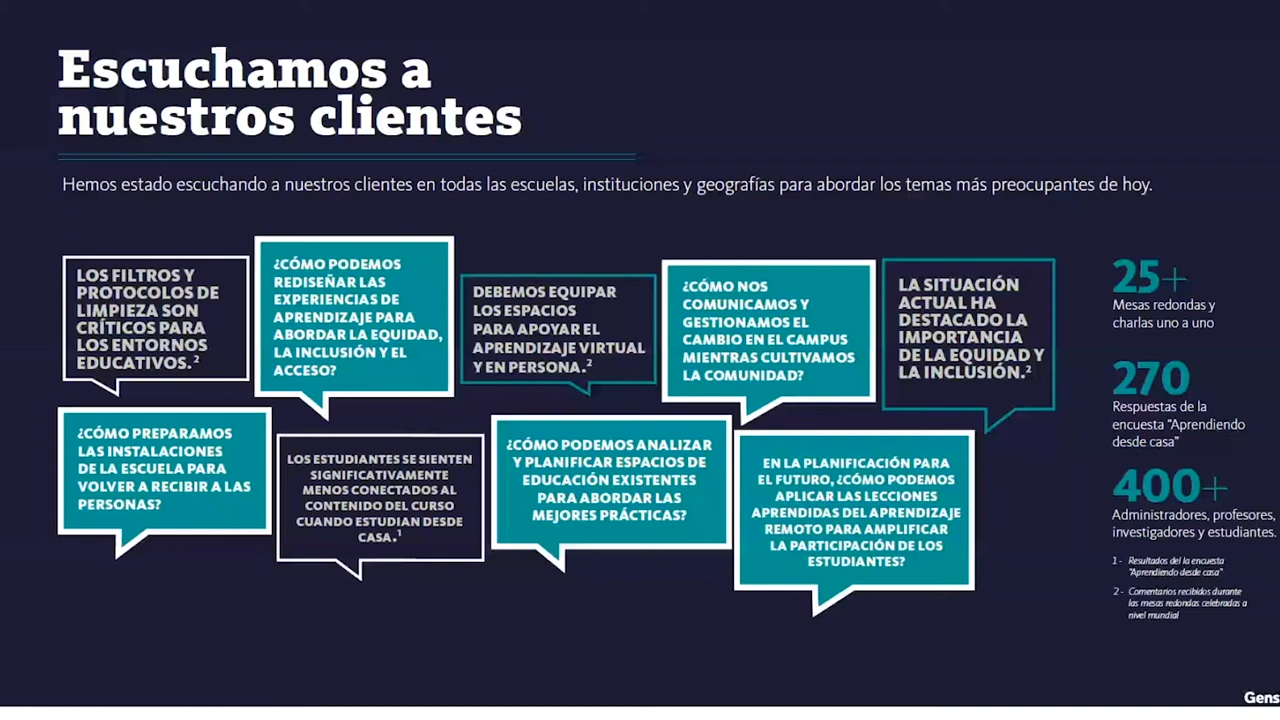 Escuchamos a
nuestros clientes
Hemos estado escuchando a nuestros clientes en todas las escuelas, instituciones y geografías para abordar los temas más preocupantes de hoy.
LOS FILTROS Y
PROTOCOLOS DE
LIMPIEZA SON
CRÍTICOS PARA
LOS ENTORNOS
EDUCATIVOS.²
¿CÓMO PODEMOS
REDISEÑAR LAS
EXPERIENCIAS DE
APRENDIZAJE PARA
ABORDAR LA EQUIDAD,
LA INCLUSIÓN Y EL
ACCESO?
DEBEMOS EQUIPAR
LOS ESPACIOS
PARA APOYAR EL
APRENDIZAJE VIRTUAL
Y EN PERSONA.²
¿CÓMO NOS
COMUNICAMOS Y
GESTIONAMOS EL
CAMBIO EN EL CAMPUS
MIENTRAS CULTIVAMOS
LA COMUNIDAD?
LA SITUACIÓN
ACTUAL HA
DESTACADO LA
IMPORTANCIA
DE LA EQUIDAD Y
LA INCLUSIÓN.²
¿CÓMO PREPARAMOS
LAS INSTALACIONES
DE LA ESCUELA PARA
VOLVER A RECIBIR A LAS
PERSONAS?
LOS ESTUDIANTES SE SIENTEN
SIGNIFICATIVAMENTE
MENOS CONECTADOS AL
CONTENIDO DEL CURSO
CUANDO ESTUDIAN DESDE
CASA.¹
¿CÓMO PODEMOS ANALIZAR
Y PLANIFICAR ESPACIOS DE
EDUCACIÓN EXISTENTES
PARA ABORDAR LAS
MEJORES PRÁCTICAS?
EN LA PLANIFICACIÓN PARA
EL FUTURO, ¿CÓMO PODEMOS
APLICAR LAS LECCIONES
APRENDIDAS DEL APRENDIZAJE
REMOTO PARA AMPLIFICAR
LA PARTICIPACIÓN DE LOS
ESTUDIANTES?
25+
Mesas redondas y
charlas uno a uno
270
Respuestas de la
encuesta "Aprendiendo
desde casa"
400+
Administradores, profesores,
investigadores y estudiantes.
1 - Resultados del la encuesta
"Aprendiendo desde casa"
2 - Comentarios recibidos durante
las mesas redondas celebradas a
nivel mundial
Gens